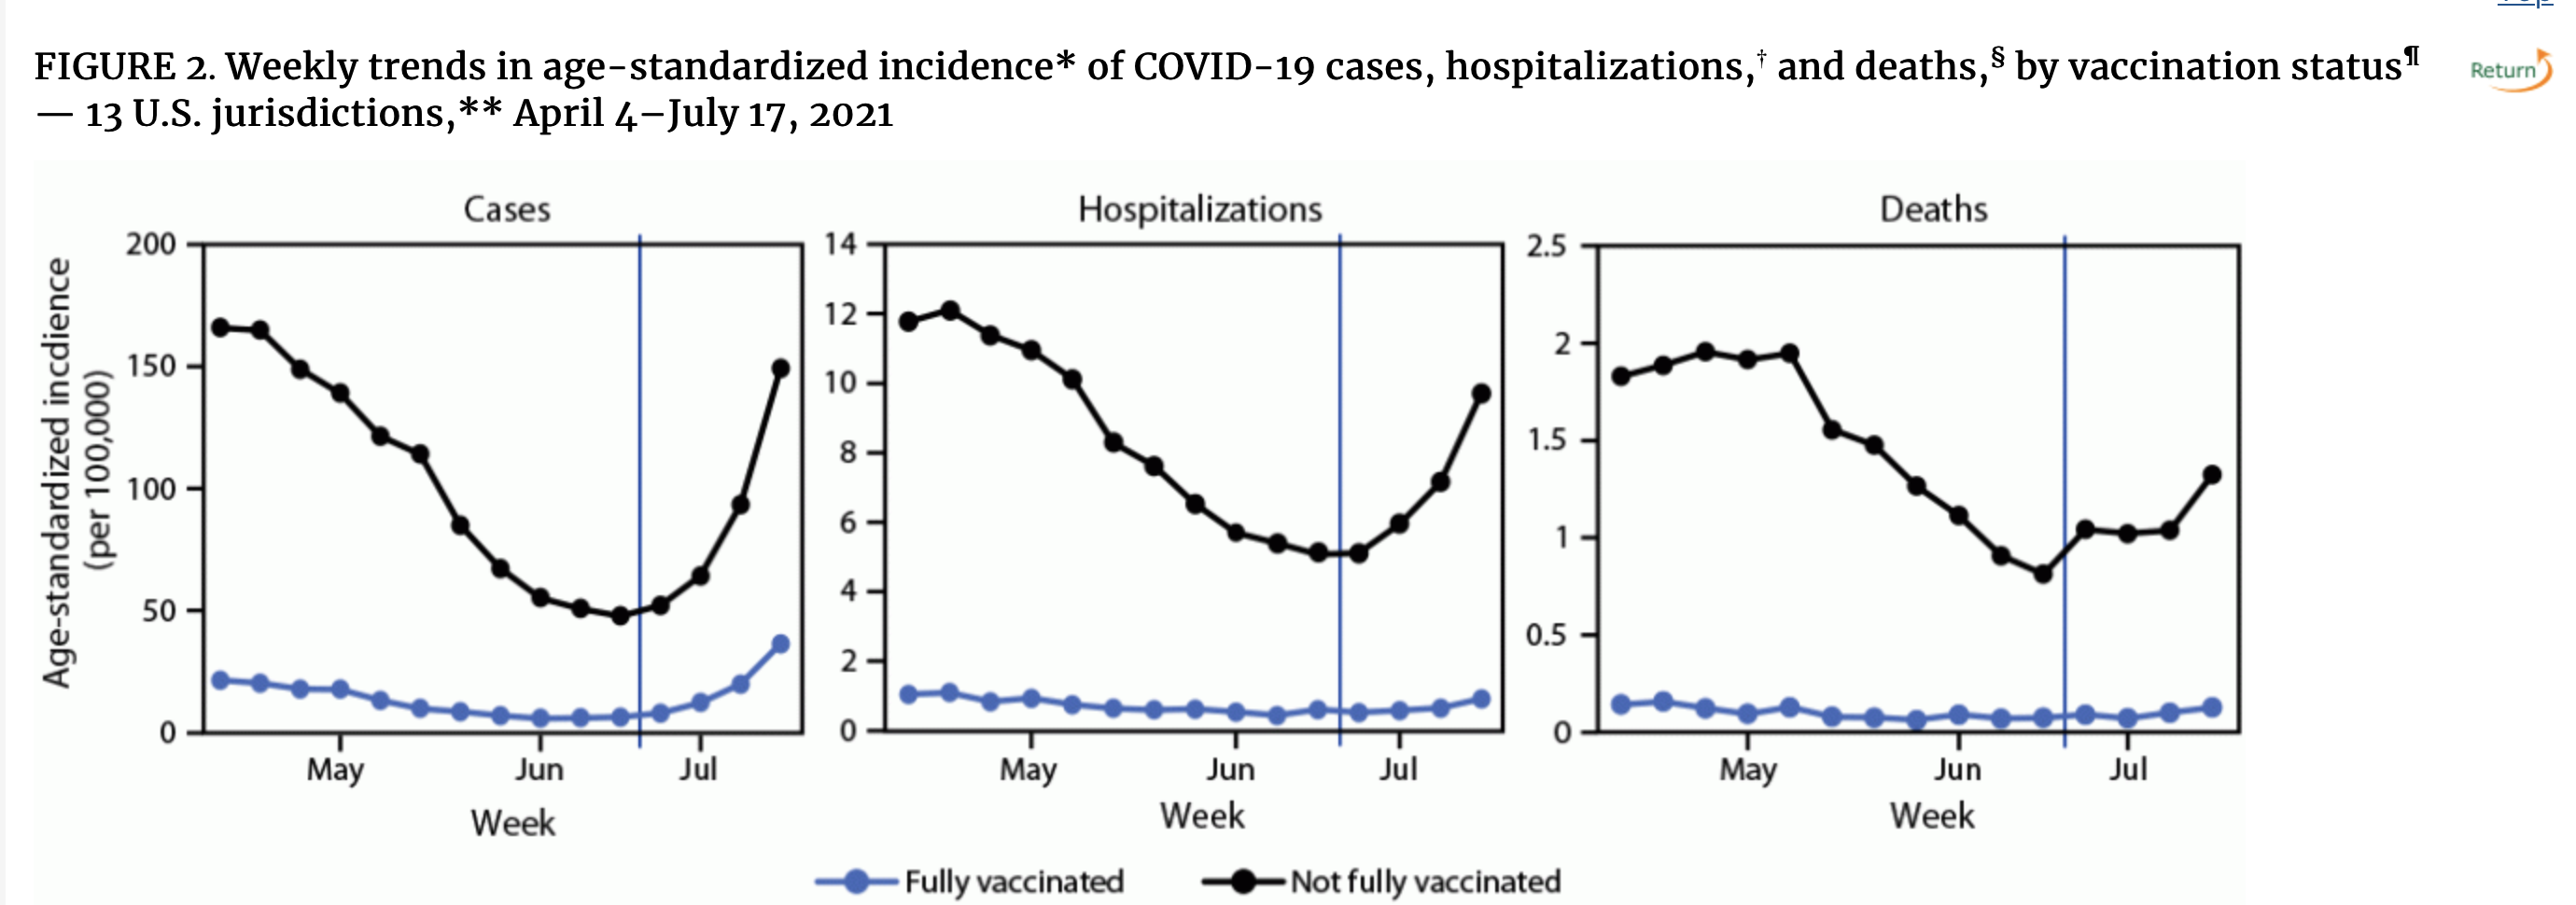 FIGURE 2. Weekly trends in age-standardized incidence* of COVID-19 cases, hospitalizations,† and deaths,§ by vaccination status¶
— 13 U.S. jurisdictions,** April 4–July 17, 2021
Return
Cases
Hospitalizations
Deaths
Age-standardized incdience
(per 100,000)
200
150
100
50
0
May
Jun
Jul
Week
14
12
10
8
6
4
2
0
May
Jun
Jul
Week
2.5
2
1.5
1
0.5
0
May
Jun
Jul
Week
Fully vaccinated
Not fully vaccinated